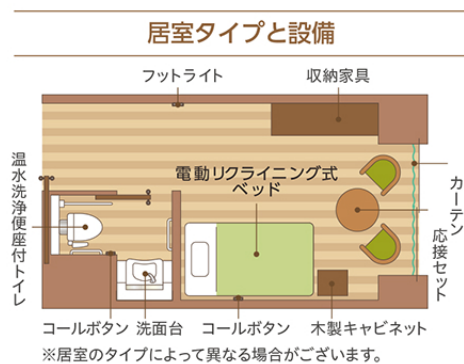 居室タイプと設備
フットライト
収納家具
温水洗浄便座付トイレ
電動リクライニング式
ベッド
カーテン
応接セット
コールボタン
洗面台
コールボタン
木製キャビネット
※居室のタイプによって異なる場合がございます。